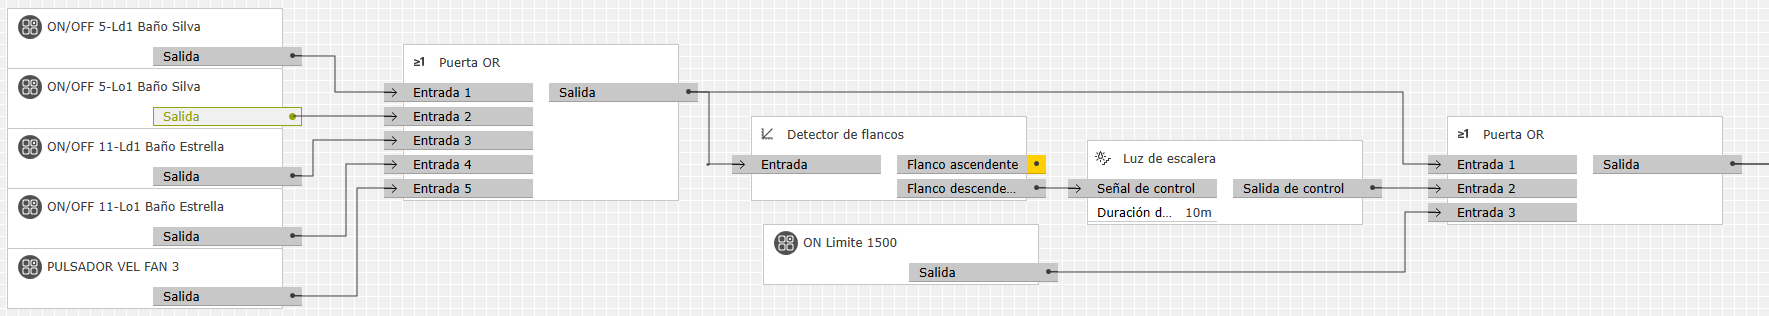 ON/OFF 5-Ld1 Baño Silva
Salida
ON/OFF 5-Lo1 Baño Silva
Salida
ON/OFF 11-Ld1 Baño Estrella
Salida
ON/OFF 11-Lo1 Baño Estrella
Salida
PULSADOR VEL FAN 3
Salida
≥1 Puerta OR
Entrada 1 Salida
Entrada 2
Entrada 3
Entrada 4
Entrada 5
Detector de flancos
Entrada Flanco ascendente
Flanco descende...
ON Limite 1500
Salida
Luz de escalera
Señal de control Salida de control
Duración d... 10m
≥1 Puerta OR
Entrada 1 Salida
Entrada 2
Entrada 3